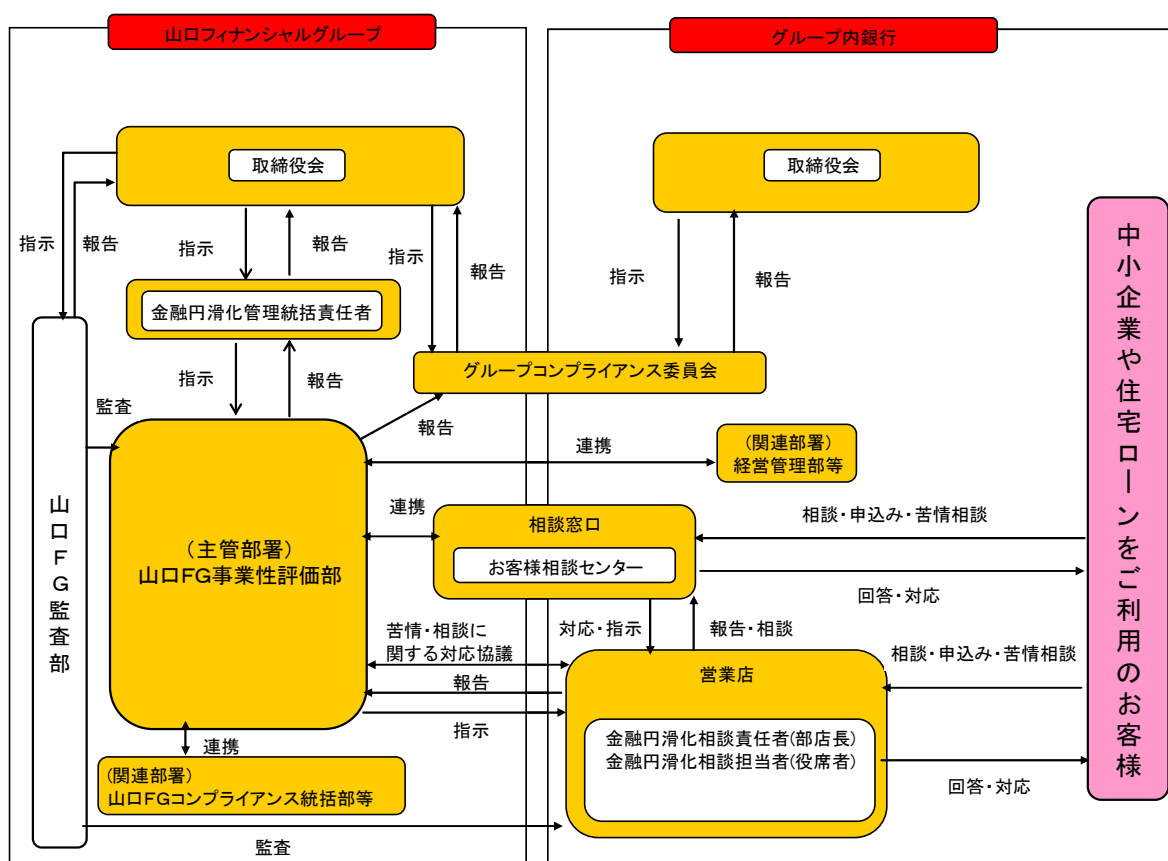 山口フィナンシャルグループ
グループ内銀行
取締役会
取締役会
指示
報告
指示
報告
指示
報告
指示
報告
金融円滑化管理統括責任者
指示
報告
グループコンプライアンス委員会
監査
報告
連携
(関連部署)
経営管理部等
山口FG監査部
(主管部署)
山口FG事業性評価部
連携
相談窓口
お客様相談センター
相談・申込み・苦情相談
回答・対応
中小企業や住宅ローンをご利用のお客様
苦情・相談に
関する対応協議
対応・指示
報告・相談
報告
指示
営業店
相談・申込み・苦情相談
金融円滑化相談責任者(部店長)
金融円滑化相談担当者(役席者)
回答・対応
連携
(関連部署)
山口FGコンプライアンス統括部等
監査